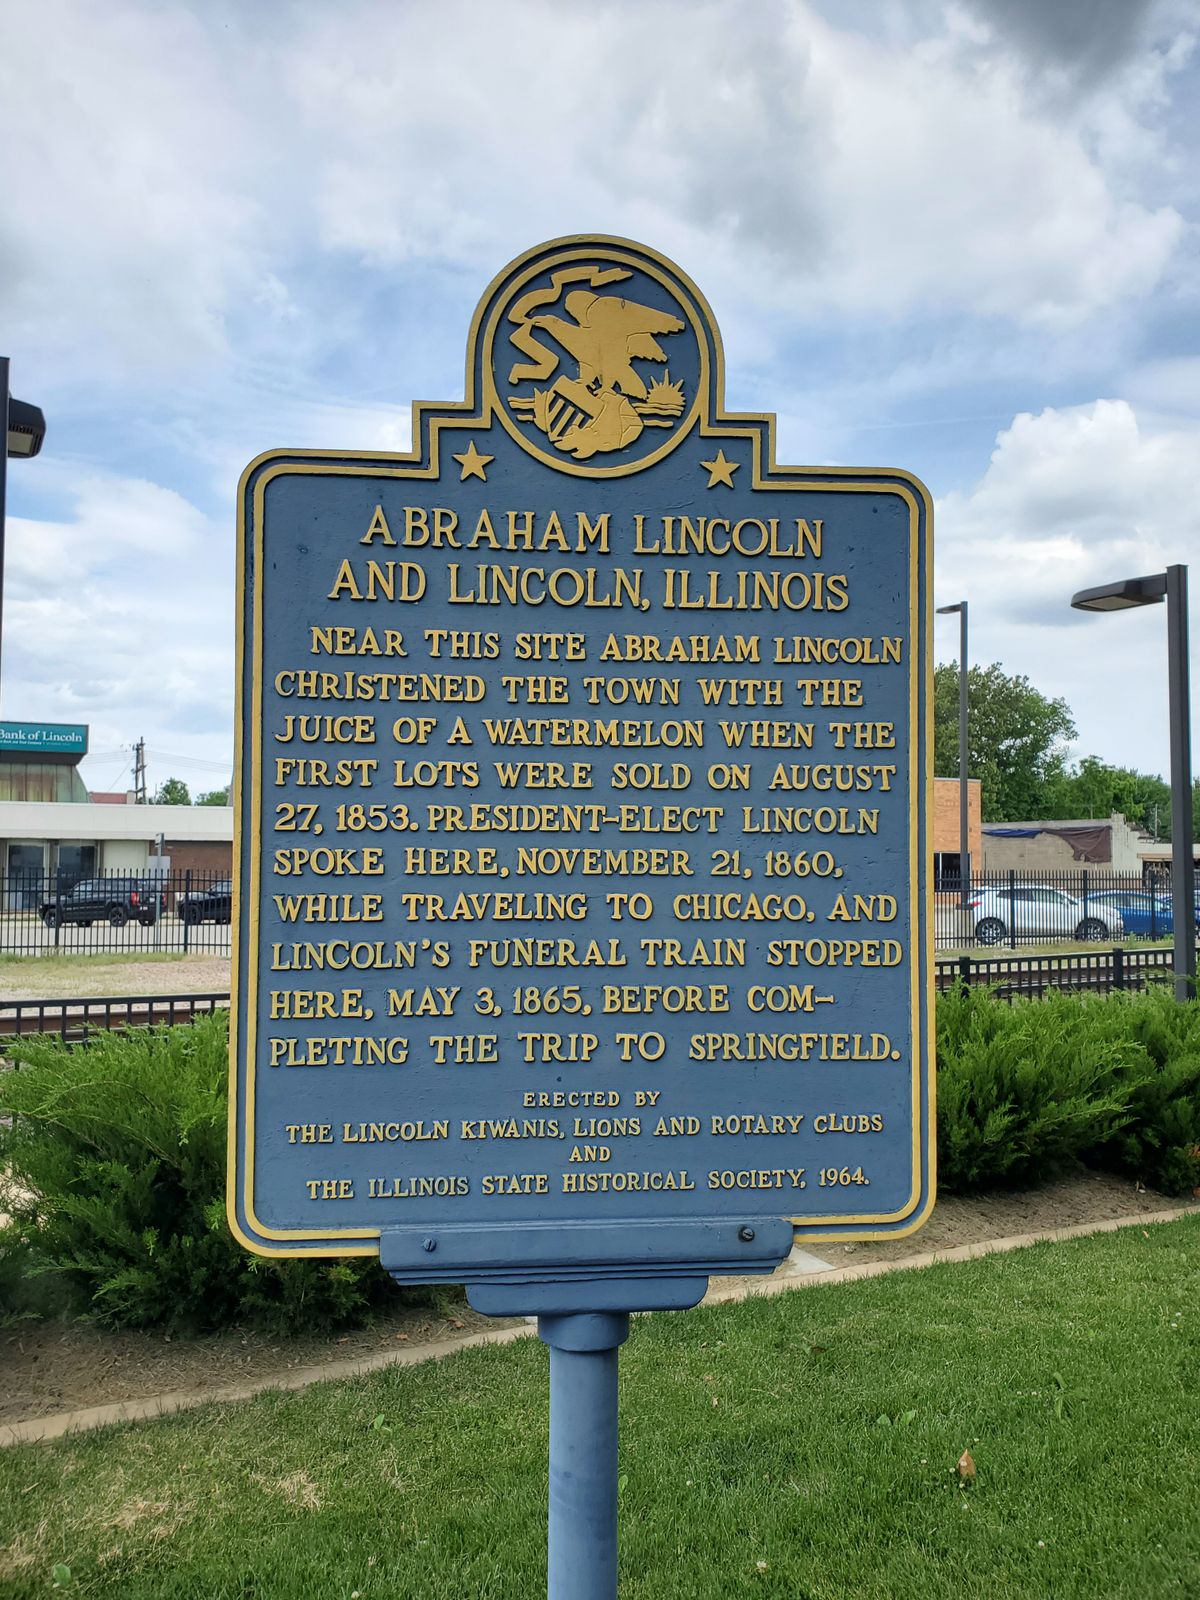 ABRAHAM LINCOLN
AND LINCOLN, ILLINOIS
NEAR THIS SITE ABRAHAM LINCOLN
CHRISTENED THE TOWN WITH THE
JUICE OF A WATERMELON WHEN THE
FIRST LOTS WERE SOLD ON AUGUST
27, 1853. PRESIDENT-ELECT LINCOLN
SPOKE HERE, NOVEMBER 21, 1860,
WHILE TRAVELING TO CHICAGO, AND
LINCOLN'S FUNERAL TRAIN STOPPED
HERE, MAY 3, 1865, BEFORE COM-
PLETING THE TRIP TO SPRINGFIELD.
ERECTED BY
THE LINCOLN KIWANIS, LIONS AND ROTARY CLUBS
AND
THE ILLINOIS STATE HISTORICAL SOCIETY, 1964.
Bank of Lincoln